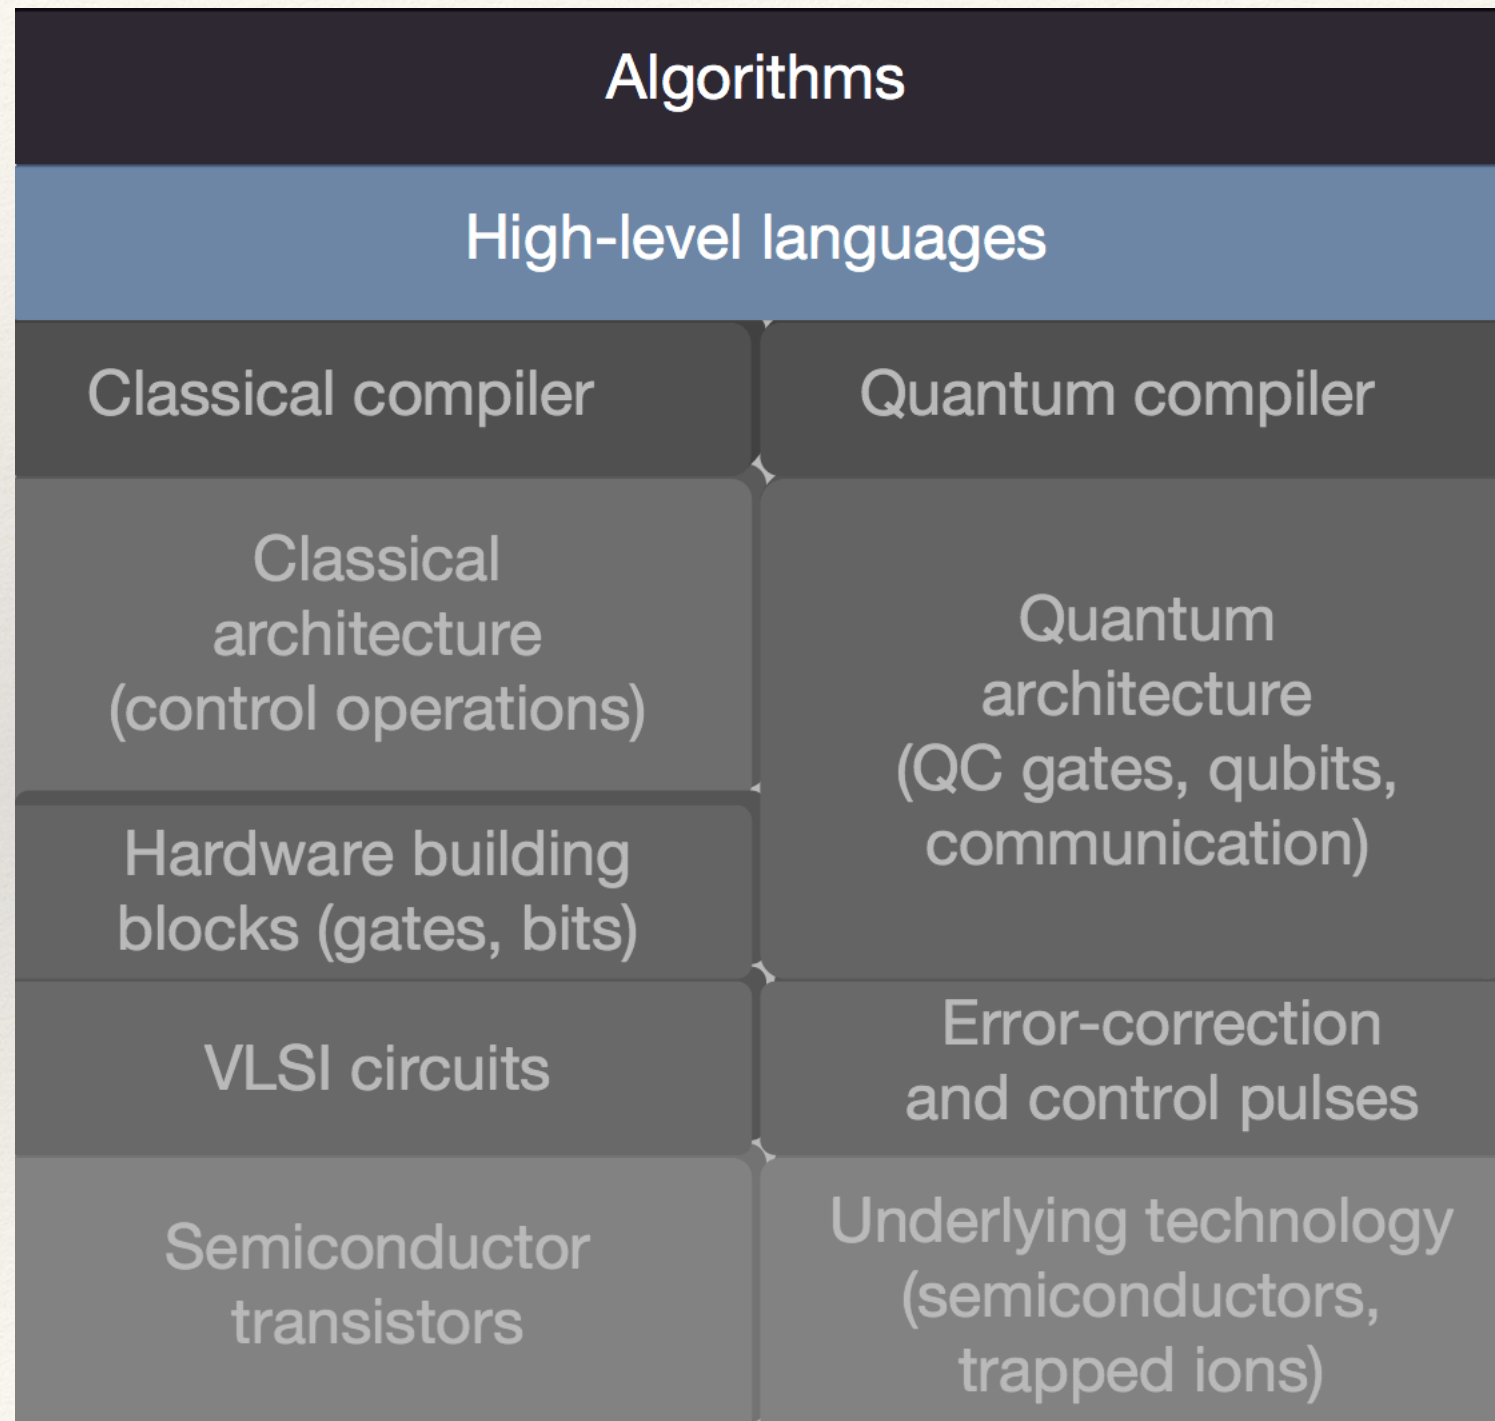 Algorithms
High-level languages
Classical compiler
Quantum compiler
Classical
architecture
(control operations)
Quantum
architecture
(QC gates, qubits,
communication)
Hardware building
blocks (gates, bits)
VLSI circuits
Error-correction
and control pulses
Semiconductor
transistors
Underlying technology
(semiconductors,
trapped ions)